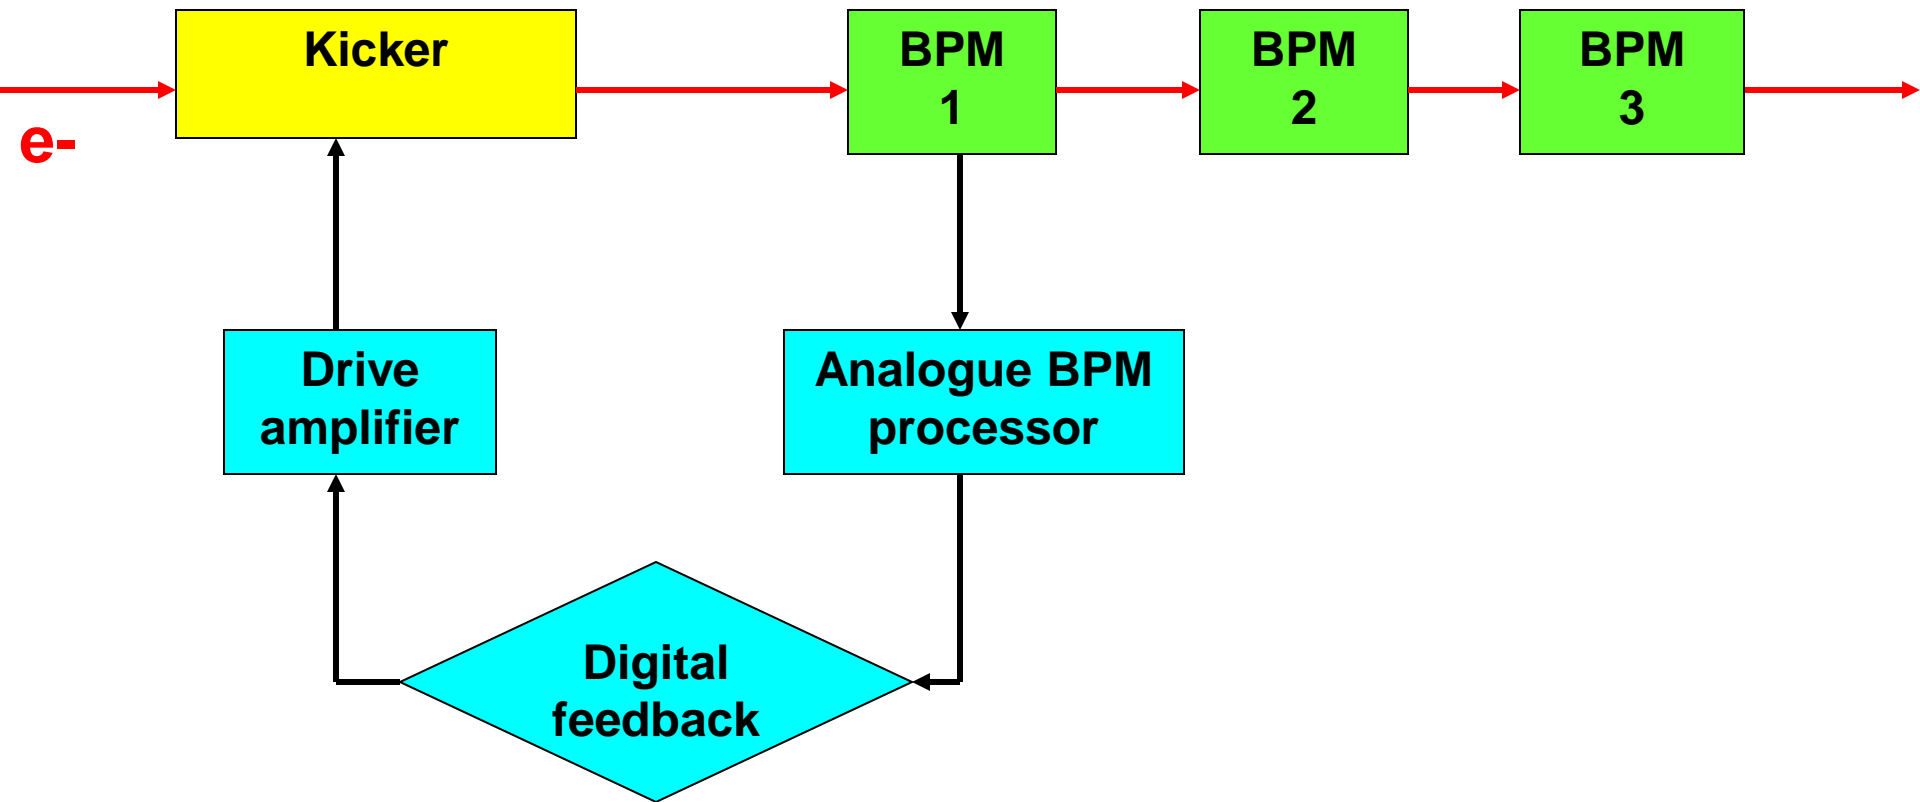 Kicker
BPM
1
BPM
2
BPM
3
e-
Drive
amplifier
Analogue BPM
processor
Digital
feedback